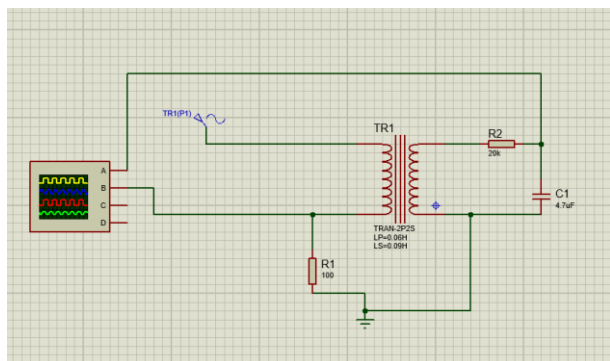 TR1(P1)
TR1
R2
20k
A
B
C
D
C1
4.7uF
TRAN-2P2S
LP=0.06H
LS=0.09H
R1
100